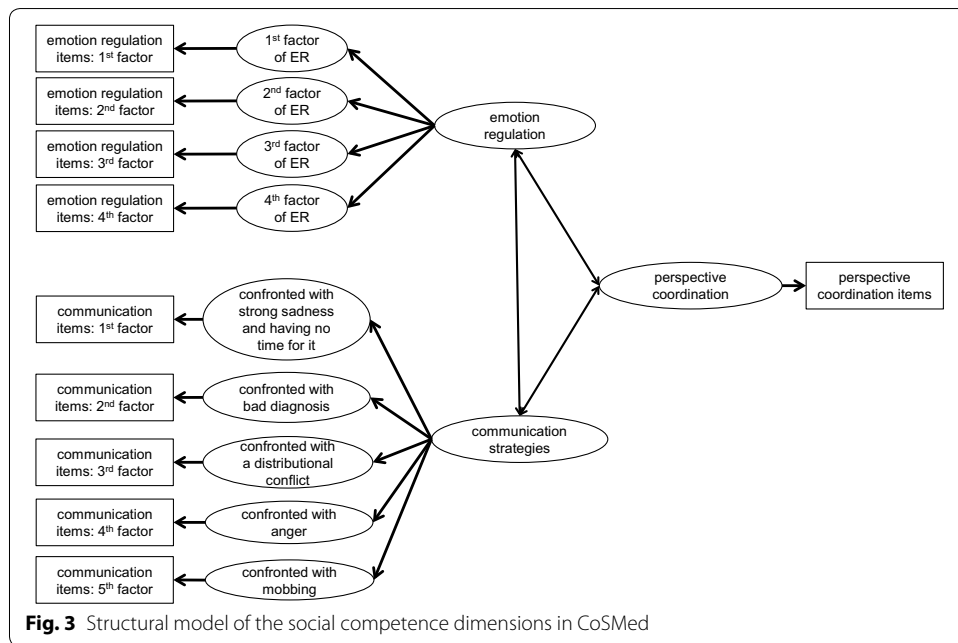 emotion regulation
items: 1st factor
1st factor
of ER
emotion regulation
items: 2nd factor
2nd factor
of ER
emotion regulation
items: 3rd factor
3rd factor
of ER
emotion regulation
items: 4th factor
4th factor
of ER
emotion
regulation
perspective
coordination
perspective
coordination items
communication
items: 1st factor
confronted with
strong sadness
and having no
time for it
communication
items: 2nd factor
confronted with
bad diagnosis
communication
items: 3rd factor
confronted with
a distributional
conflict
communication
items: 4th factor
confronted with
anger
communication
items: 5th factor
confronted with
mobbing
communication
strategies
Fig. 3 Structural model of the social competence dimensions in CoSMed